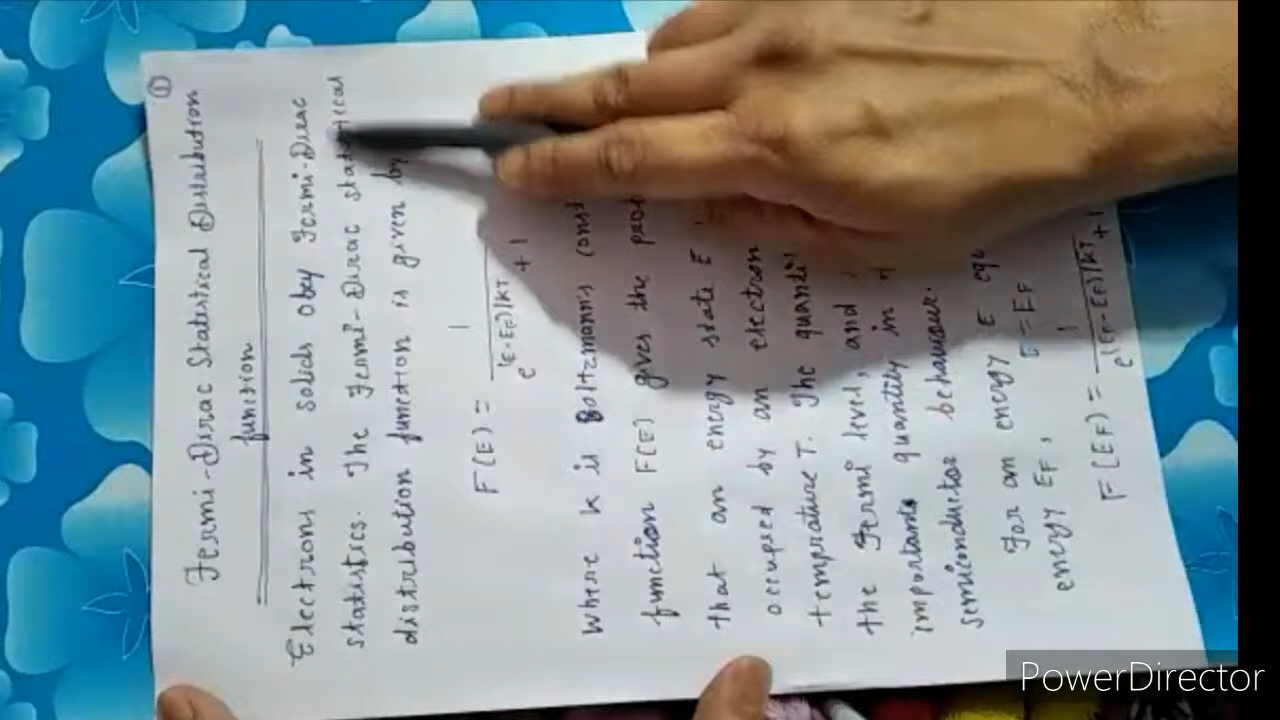 ①
Fermi-Dirac Statistical Distribution
function
Electrons in solids obey Fermi-Dirac
statistics. The Fermi-Dirac statistical
distribution function is given by
F(E) = 1 / e^(E-EF)/KT + 1
Where K is Boltzmann's const
function F(E) gives the prob
that an energy state E
occupied by an electron
temprature T. The quanti
the Fermi level, and
important quantity in
semiconductor behaviour.
For an energy E equ
energy EF, E = EF
F(EF) = 1 / e^(EF-EF)/KT + 1
PowerDirector